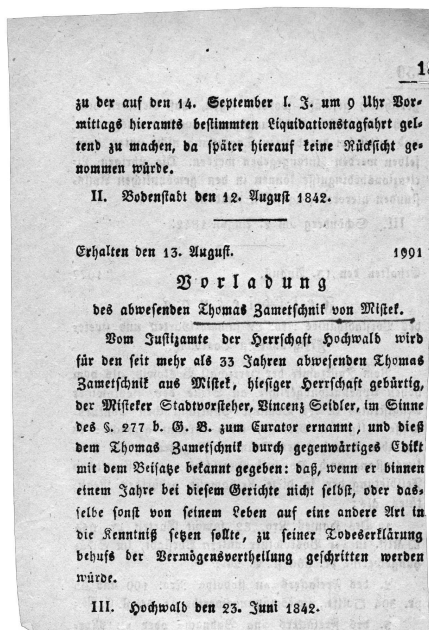 zu der auf den 14. September l. J. um 9 Uhr Vor-
mittags hieramts bestimmten Liquidationstagfahrt gel-
tend zu machen, da später hierauf keine Rücksicht ge-
nommen würde.
II. Bodenstadt den 12. August 1842.
Erhalten den 13. August. 1991
Vorladung
des abwesenden Thomas Zametschnik von Mistek.
Vom Justizamte der Herrschaft Hochwald wird
für den seit mehr als 33 Jahren abwesenden Thomas
Zametschnik aus Mistek, hiesiger Herrschaft gebürtig,
der Misteker Stadtvorsteher, Vincenz Seidler, im Sinne
des §. 277 b. G. B. zum Curator ernannt, und dieß
dem Thomas Zametschnik durch gegenwärtiges Edikt
mit dem Beisatze bekannt gegeben: daß, wenn er binnen
einem Jahre bei diesem Gerichte nicht selbst, oder das-
selbe sonst von seinem Leben auf eine andere Art in
die Kenntniß setzen sollte, zu seiner Todeserklärung
behufs der Vermögensvertheilung geschritten werden
würde.
III. Hochwald den 23. Juni 1842.